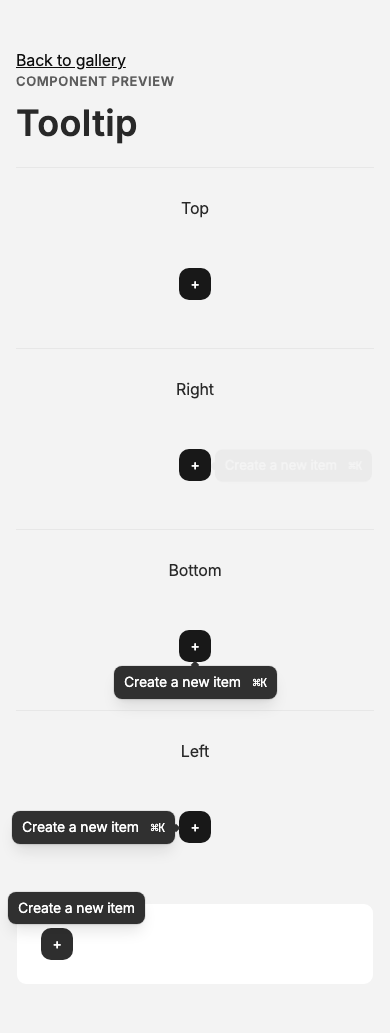 Back to gallery
COMPONENT PREVIEW
Tooltip
Top
+
Right
+ Create a new item ⌘K
Bottom
+
Create a new item ⌘K
Left
Create a new item ⌘K +
Create a new item
+